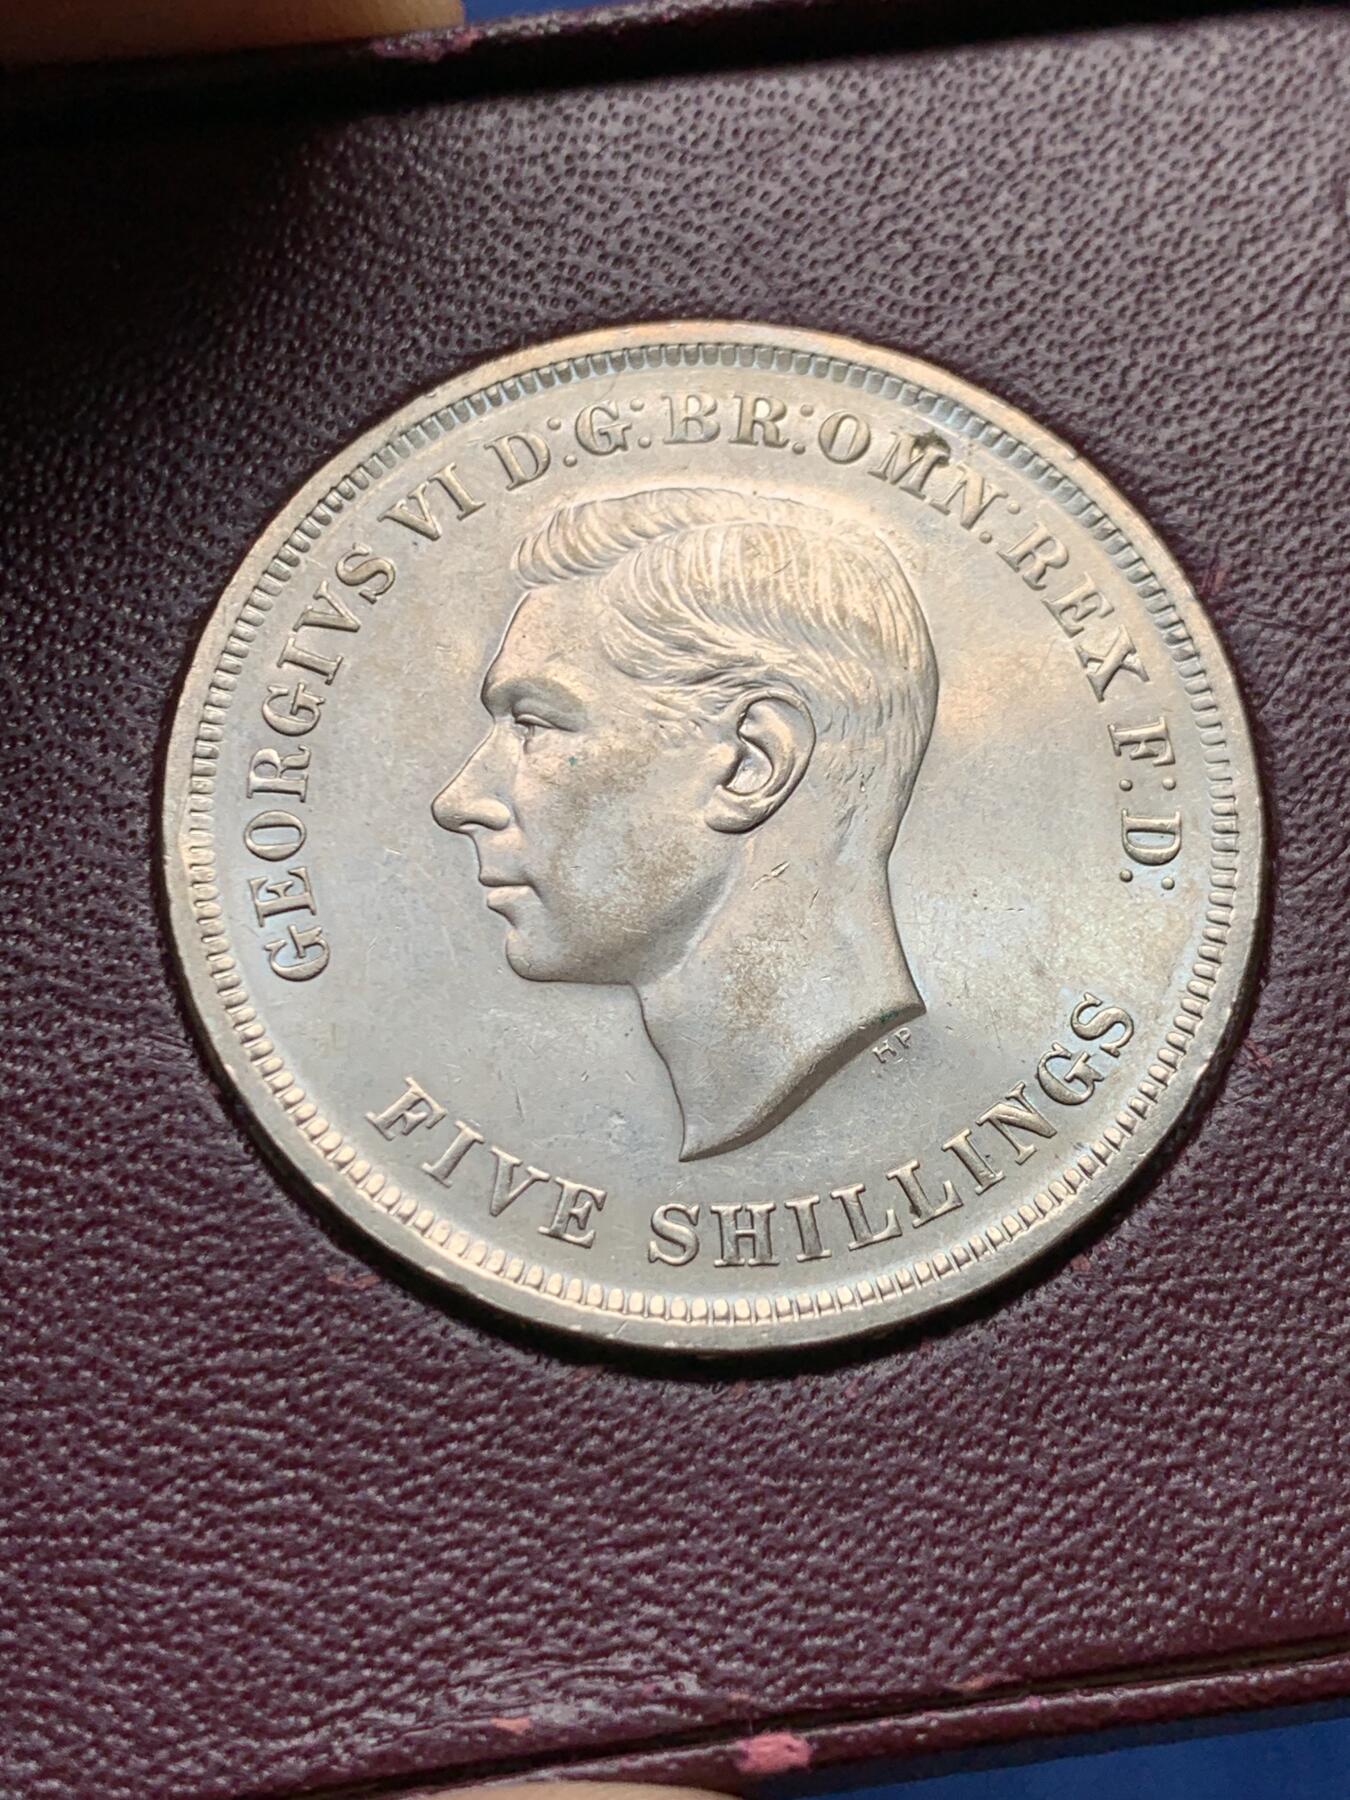 GEORGIVS VI D:G:BR:OMN:REX F:D:
HP
FIVE SHILLINGS